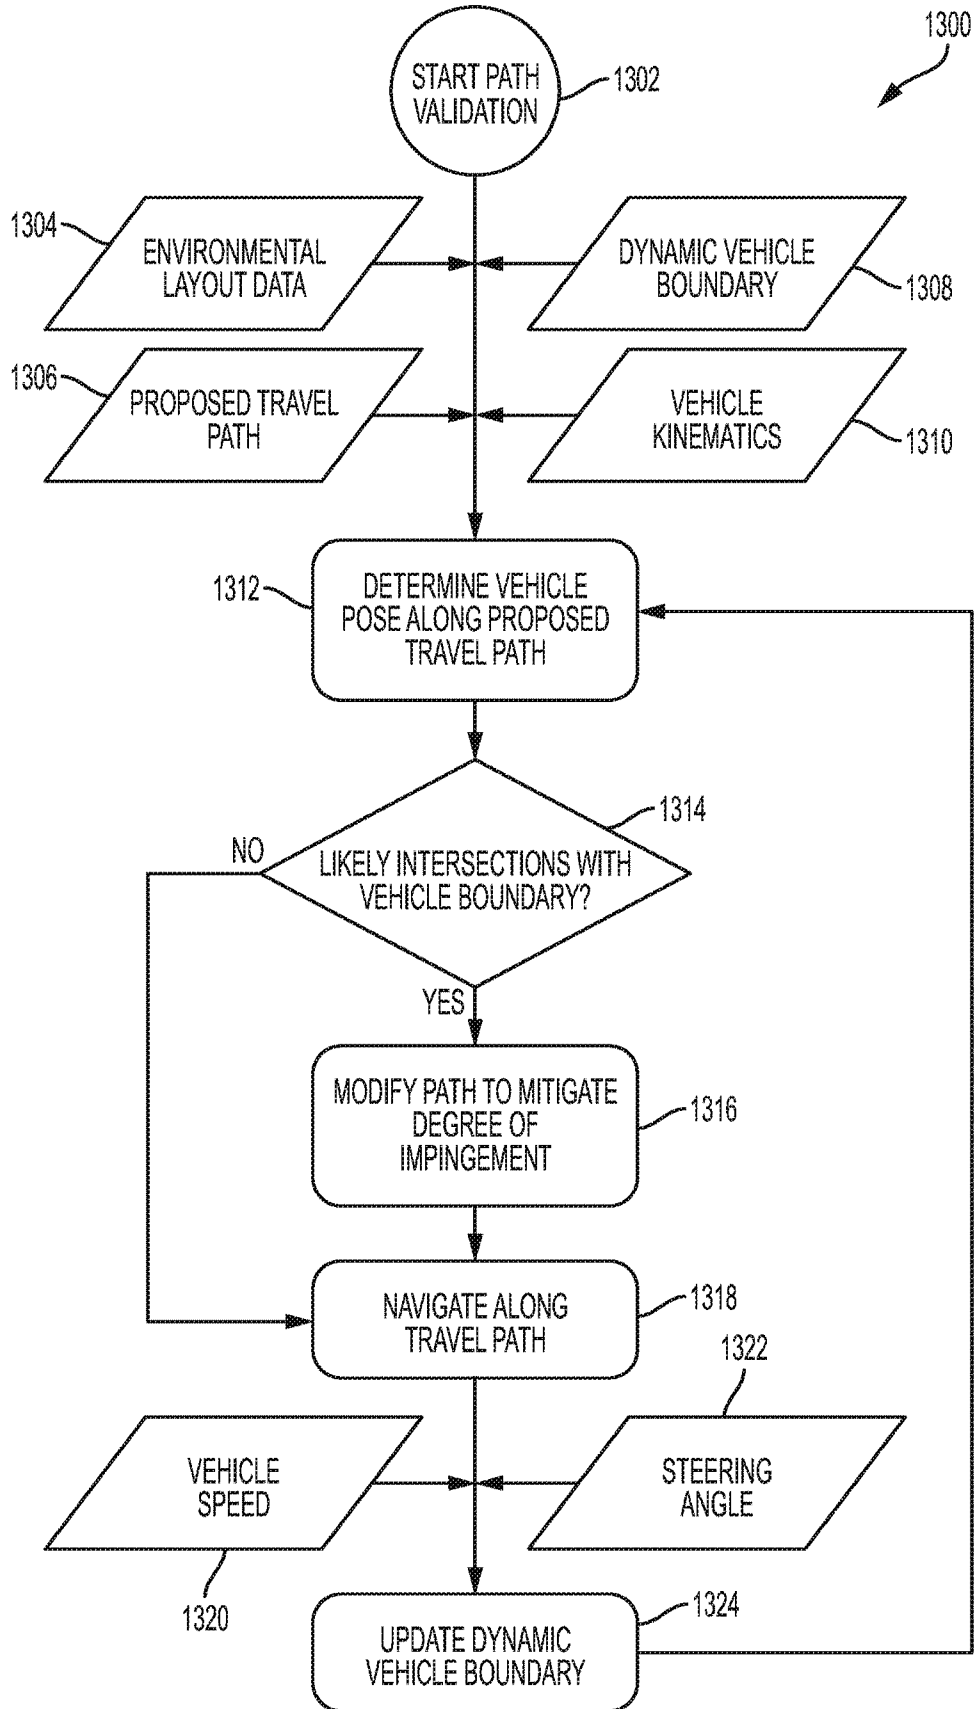 1300
START PATH
VALIDATION
1302
1304
ENVIRONMENTAL
LAYOUT DATA
DYNAMIC VEHICLE
BOUNDARY
1308
1306
PROPOSED TRAVEL
PATH
VEHICLE
KINEMATICS
1310
1312
DETERMINE VEHICLE
POSE ALONG PROPOSED
TRAVEL PATH
1314
NO
LIKELY INTERSECTIONS WITH
VEHICLE BOUNDARY?
YES
MODIFY PATH TO MITIGATE
DEGREE OF
IMPINGEMENT
1316
NAVIGATE ALONG
TRAVEL PATH
1318
1322
VEHICLE
SPEED
STEERING
ANGLE
1320
1324
UPDATE DYNAMIC
VEHICLE BOUNDARY